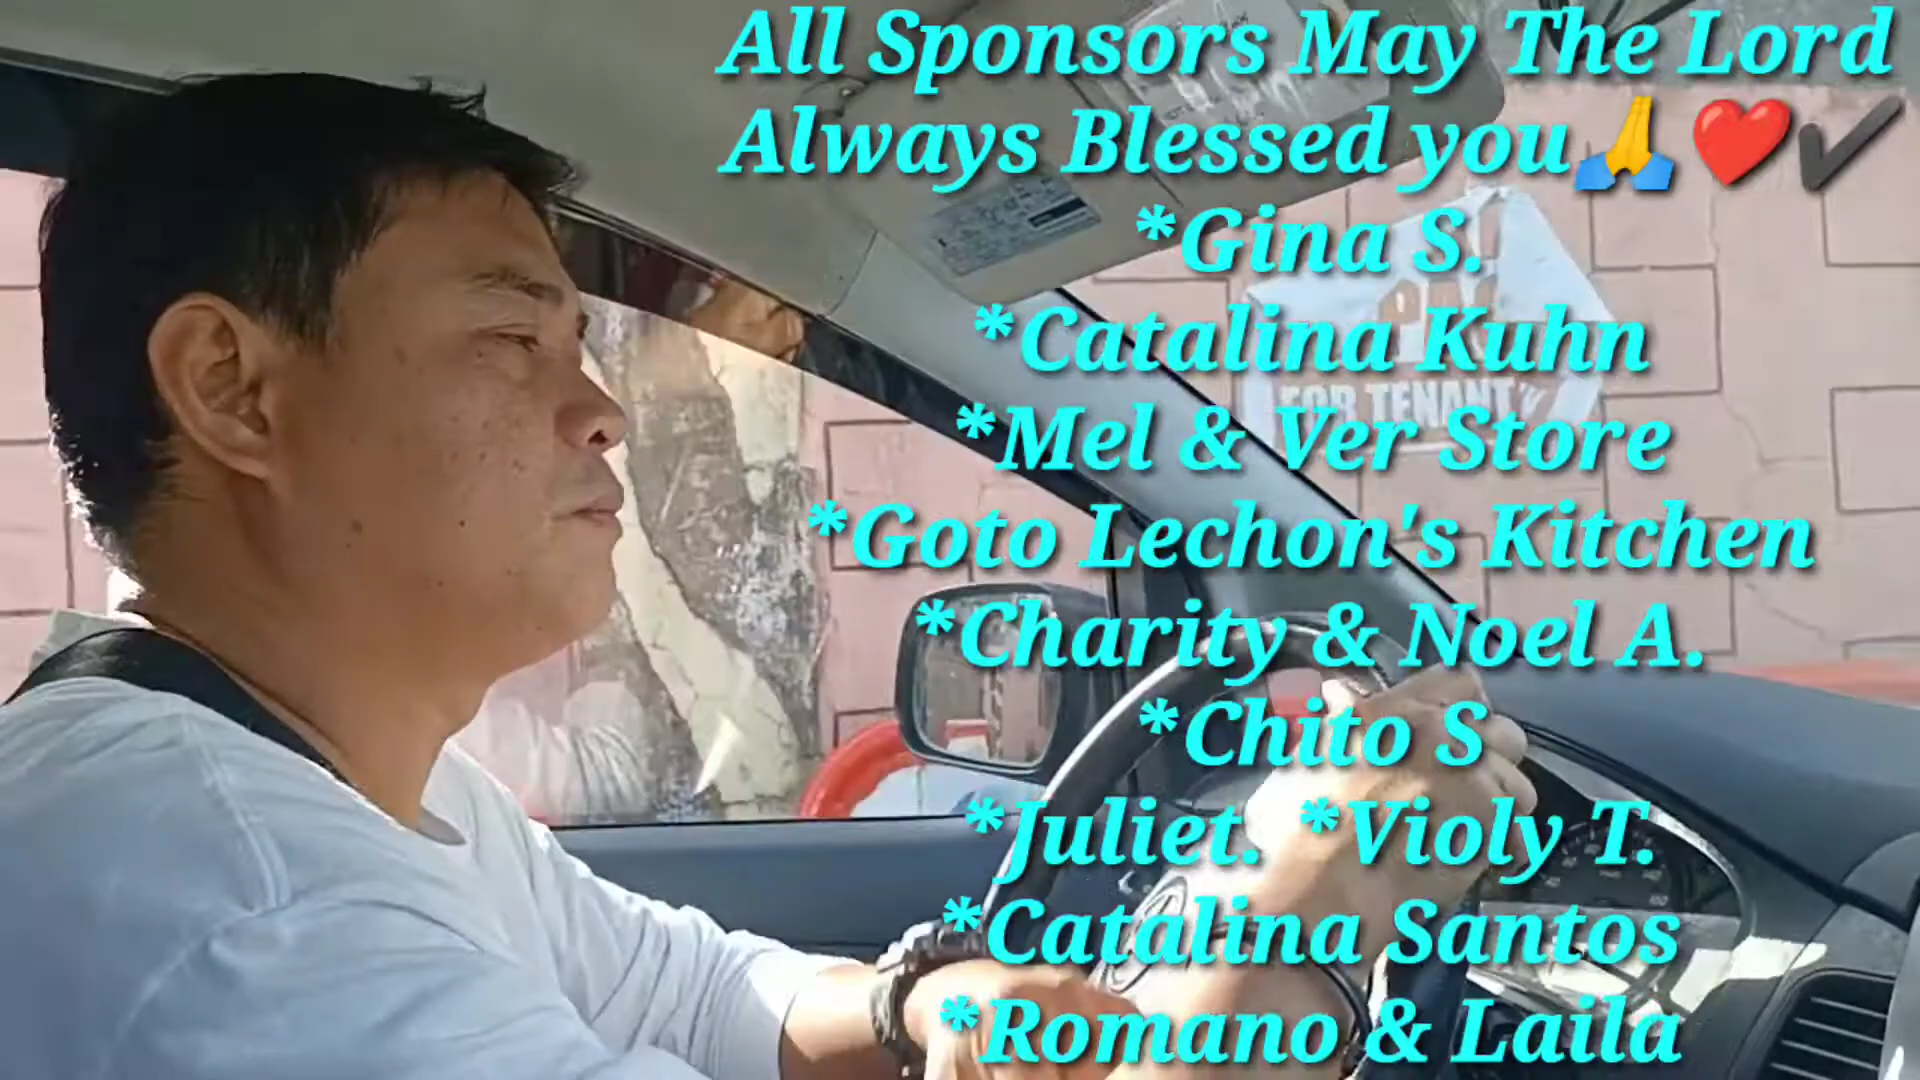 All Sponsors May The Lord
Always Blessed you🙏❤️✔️
*Gina S.
*Catalina Kuhn
FOR TENANT
*Mel & Ver Store
*Goto Lechon's Kitchen
*Charity & Noel A.
*Chito S
*Juliet. *Violy T.
*Catalina Santos
*Romano & Laila